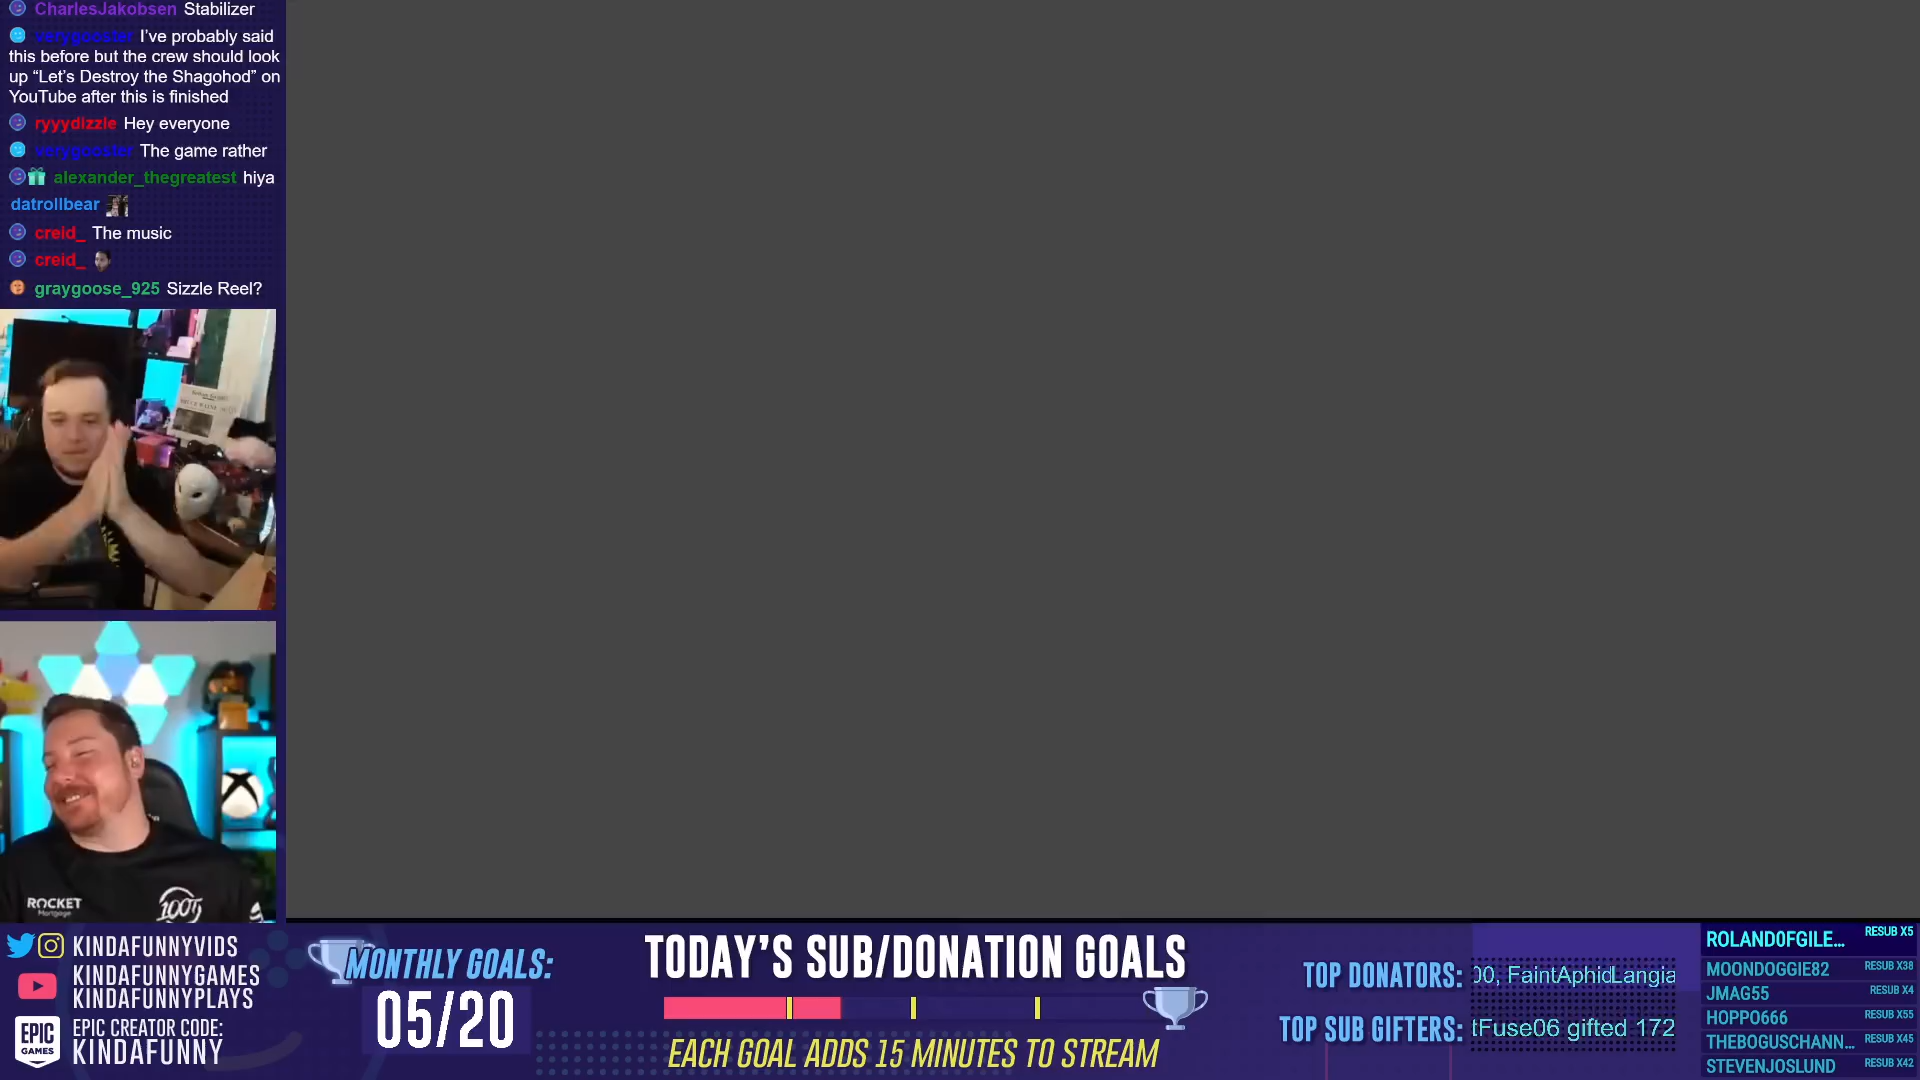 CharlesJakobsen Stabilizer
verygooster I've probably said
this before but the crew should look
up “Let's Destroy the Shagohod” on
YouTube after this is finished
ryyydizzle Hey everyone
verygooster The game rather
alexander_thegreatest hiya
datrollbear
creid_ The music
creid_
graygoose_925 Sizzle Reel?
ROCKET
Mortgage
100T
KINDAFUNNYVIDS
KINDAFUNNYGAMES
KINDAFUNNYPLAYS
EPIC
GAMES
EPIC CREATOR CODE:
KINDAFUNNY
MONTHLY GOALS:
05/20
TODAY'S SUB/DONATION GOALS
EACH GOAL ADDS 15 MINUTES TO STREAM
TOP DONATORS: 00, FaintAphidLangia
TOP SUB GIFTERS: tFuse06 gifted 172
ROLAND0FGILE... RESUB X5
MOONDOGGIE82 RESUB X38
JMAG55 RESUB X4
HOPPO666 RESUB X55
THEBOGUSCHANN... RESUB X45
STEVENJOSLUND RESUB X42